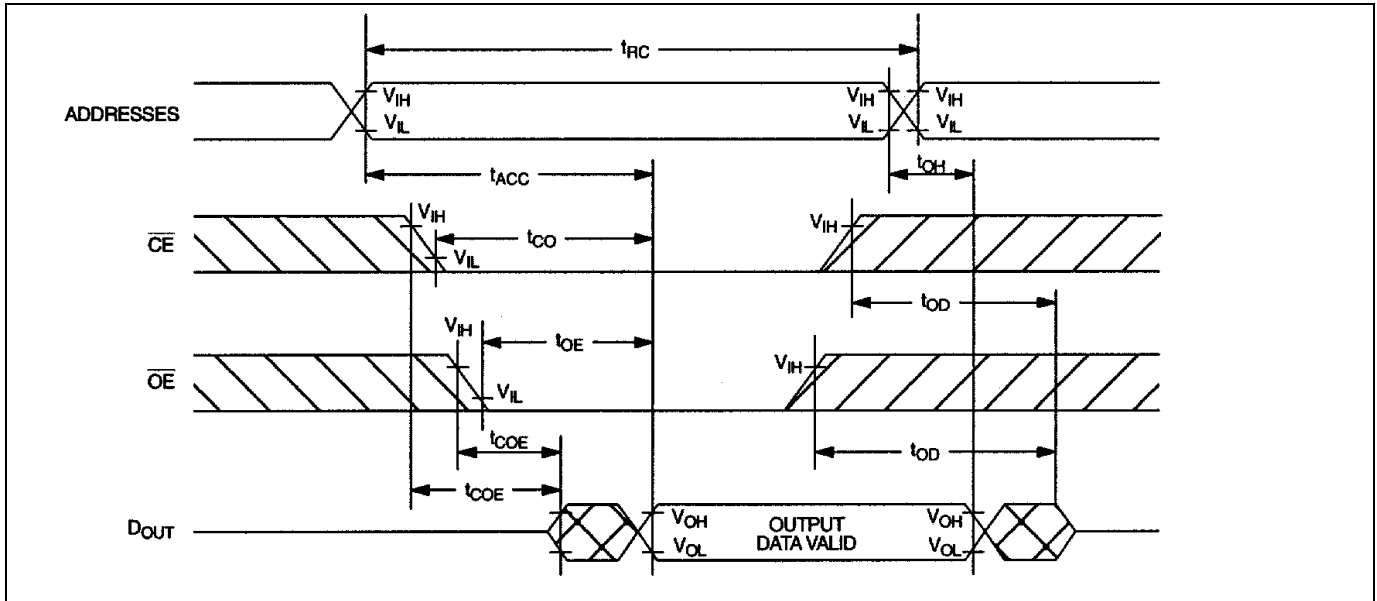 tRC
ADDRESSES
VIH VIH VIH
VIL VIL VIL
tACC tOH
CE VIH tCO VIH
VIL
tOD
OE VIH tOE VIH
VIL
tCOE tOD
tCOE
DOUT VOH OUTPUT VOH
VOL DATA VALID VOL